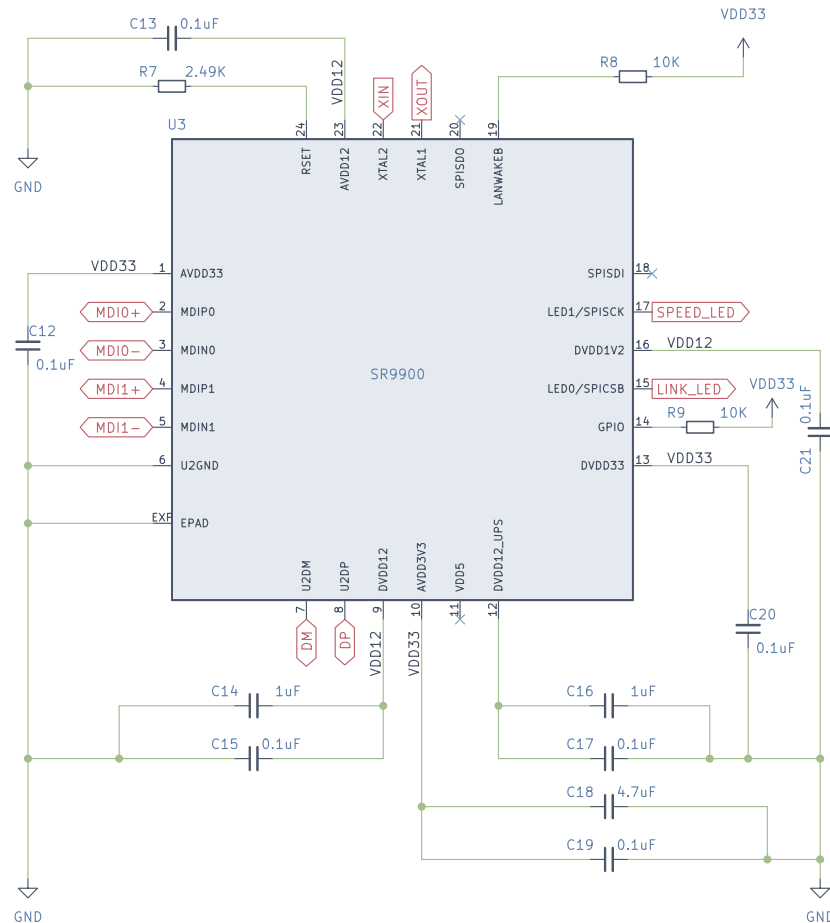 C13 0.1uF
VDD33
R7 2.49K
R8 10K
VDD12
XIN
XOUT
U3
24 23 22 21 20 19
RSET AVDD12 XTAL2 XTAL1 SPISDO LANWAKEB
GND
VDD33 1 AVDD33
SPISDI 18
MDI0+ 2 MDIP0
LED1/SPISCK 17 SPEED_LED
C12
0.1uF
MDI0- 3 MDIN0
DVDD1V2 16 VDD12
SR9900
MDI1+ 4 MDIP1
LED0/SPICSB 15 LINK_LED
VDD33
0.1uF
C21
MDI1- 5 MDIN1
GPIO 14 R9 10K
6 U2GND
DVDD33 13 VDD33
EXP EPAD
U2DM U2DP DVDD12 AVDD3V3 VDD5 DVDD12_UPS
7 8 9 10 11 12
DM DP VDD12 VDD33
C20
0.1uF
C14 1uF
C16 1uF
C15 0.1uF
C17 0.1uF
C18 4.7uF
C19 0.1uF
GND
GND